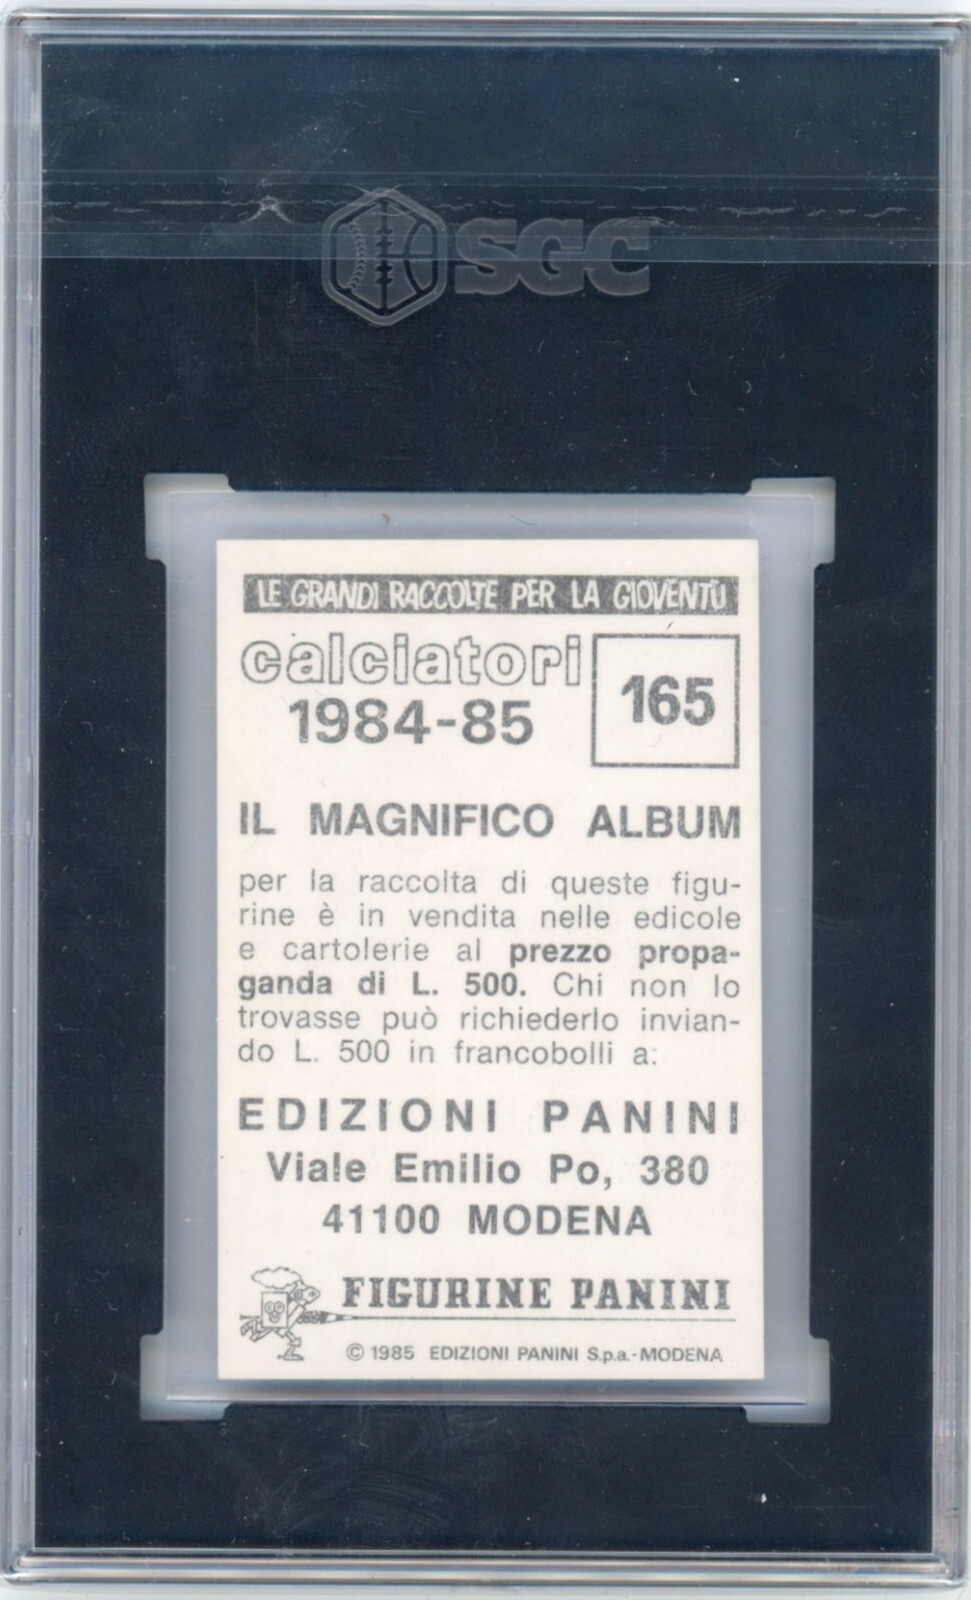 SGC
LE GRANDI RACCOLTE PER LA GIOVENTÙ
calciatori
1984-85
165
IL MAGNIFICO ALBUM
per la raccolta di queste figu-
rine è in vendita nelle edicole
e cartolerie al prezzo propa-
ganda di L. 500. Chi non lo
trovasse può richiederlo invian-
do L. 500 in francobolli a:
EDIZIONI PANINI
Viale Emilio Po, 380
41100 MODENA
FIGURINE PANINI
© 1985 EDIZIONI PANINI S.p.a.-MODENA